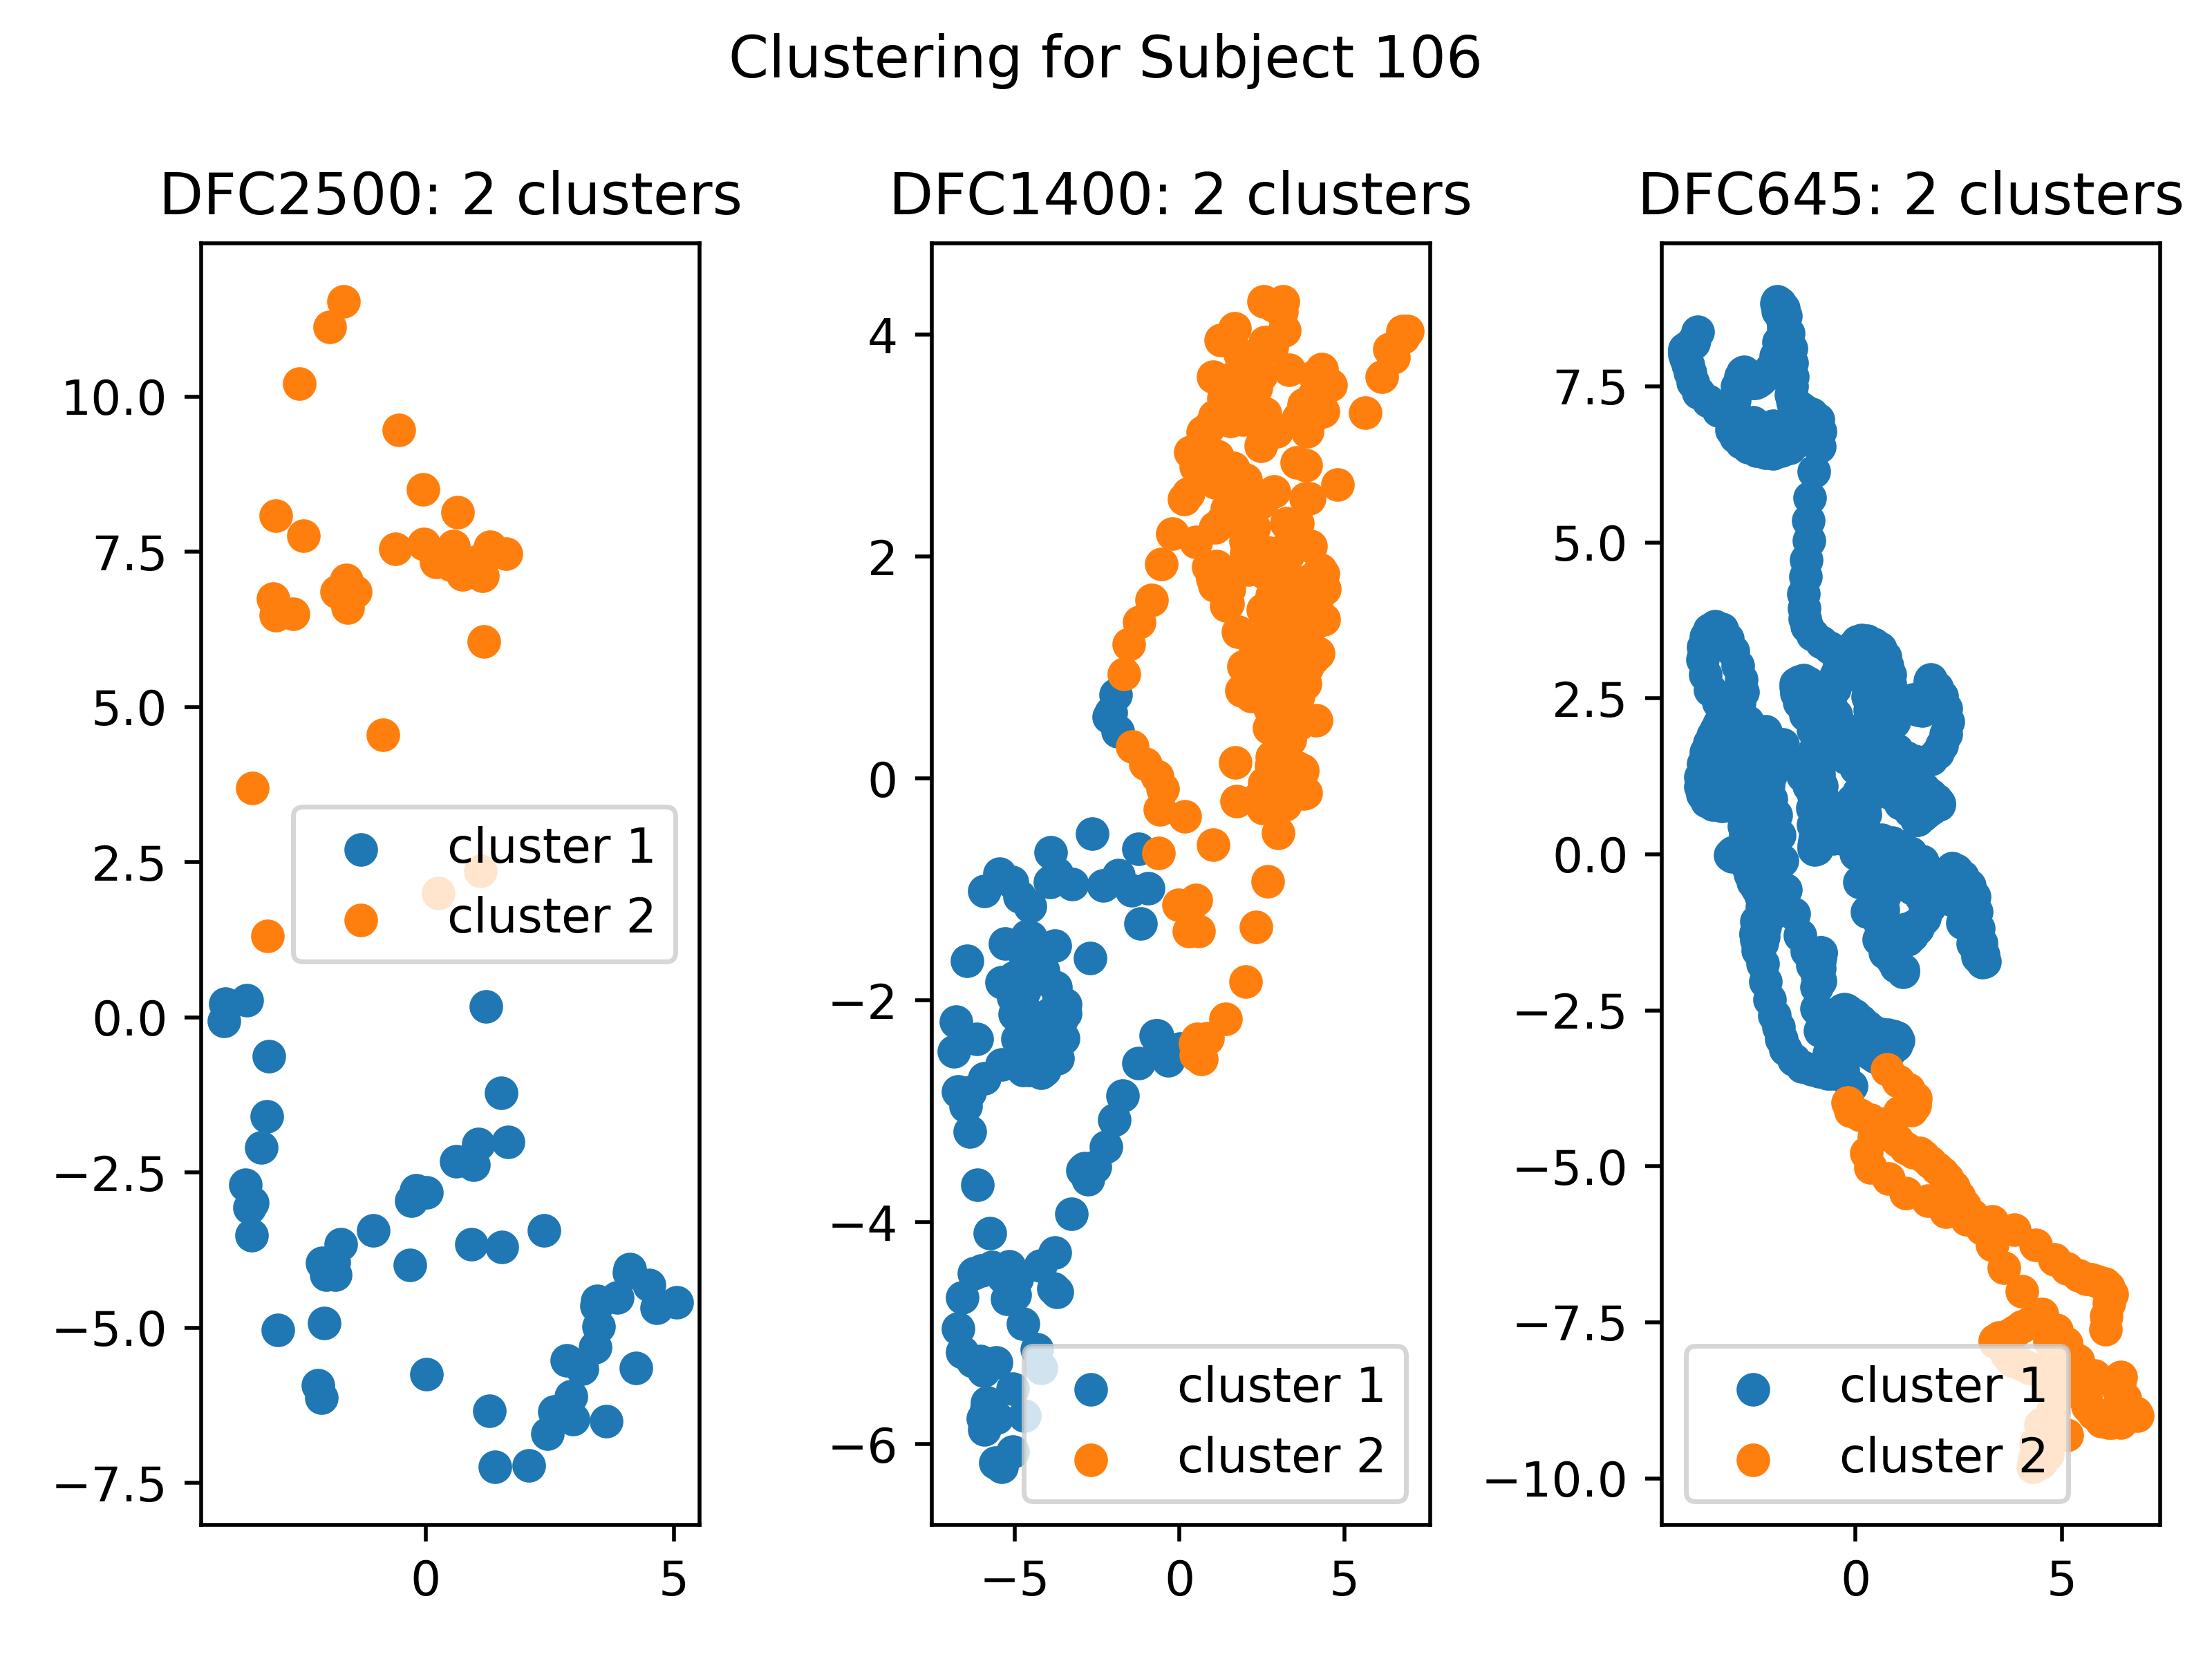 Clustering for Subject 106
DFC2500: 2 clusters
10.0
7.5
5.0
2.5
0.0
−2.5
−5.0
−7.5
0
5
cluster 1
cluster 2
DFC1400: 2 clusters
4
2
0
−2
−4
−6
−5
0
5
cluster 1
cluster 2
DFC645: 2 clusters
7.5
5.0
2.5
0.0
−2.5
−5.0
−7.5
−10.0
0
5
cluster 1
cluster 2